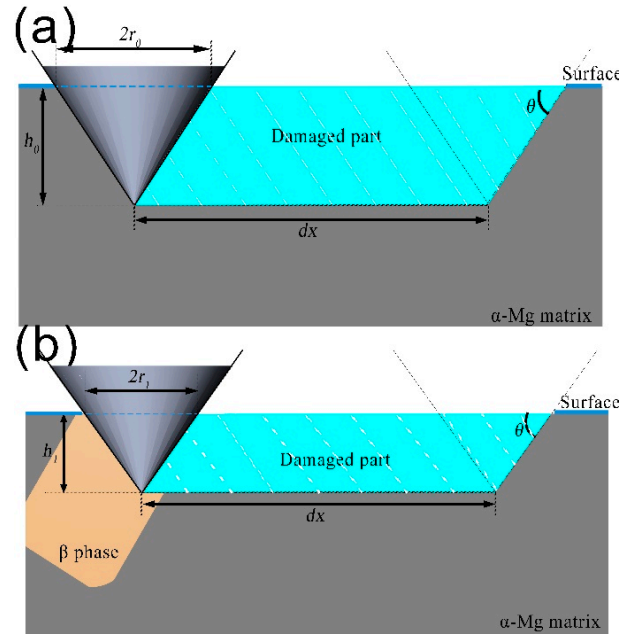 (a)
2r₀
Surface
h₀
θ
Damaged part
dx
α-Mg matrix
(b)
2r₁
Surface
h₁
θ
Damaged part
dx
β phase
α-Mg matrix